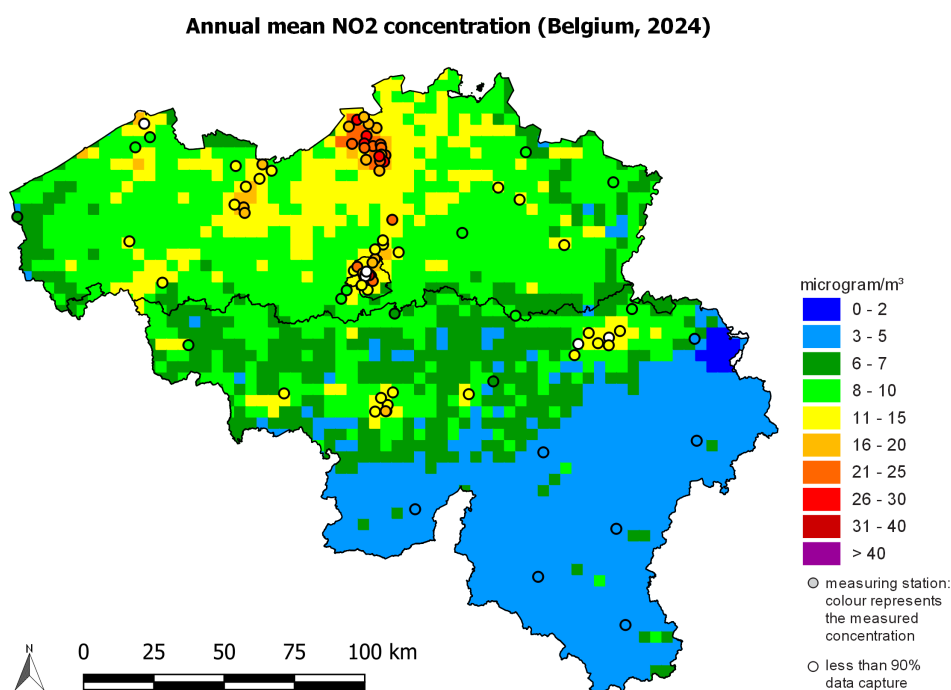 Annual mean NO2 concentration (Belgium, 2024)
microgram/m³
0 - 2
3 - 5
6 - 7
8 - 10
11 - 15
16 - 20
21 - 25
26 - 30
31 - 40
> 40
measuring station:
colour represents
the measured
concentration
less than 90%
data capture
N
0 25 50 75 100 km